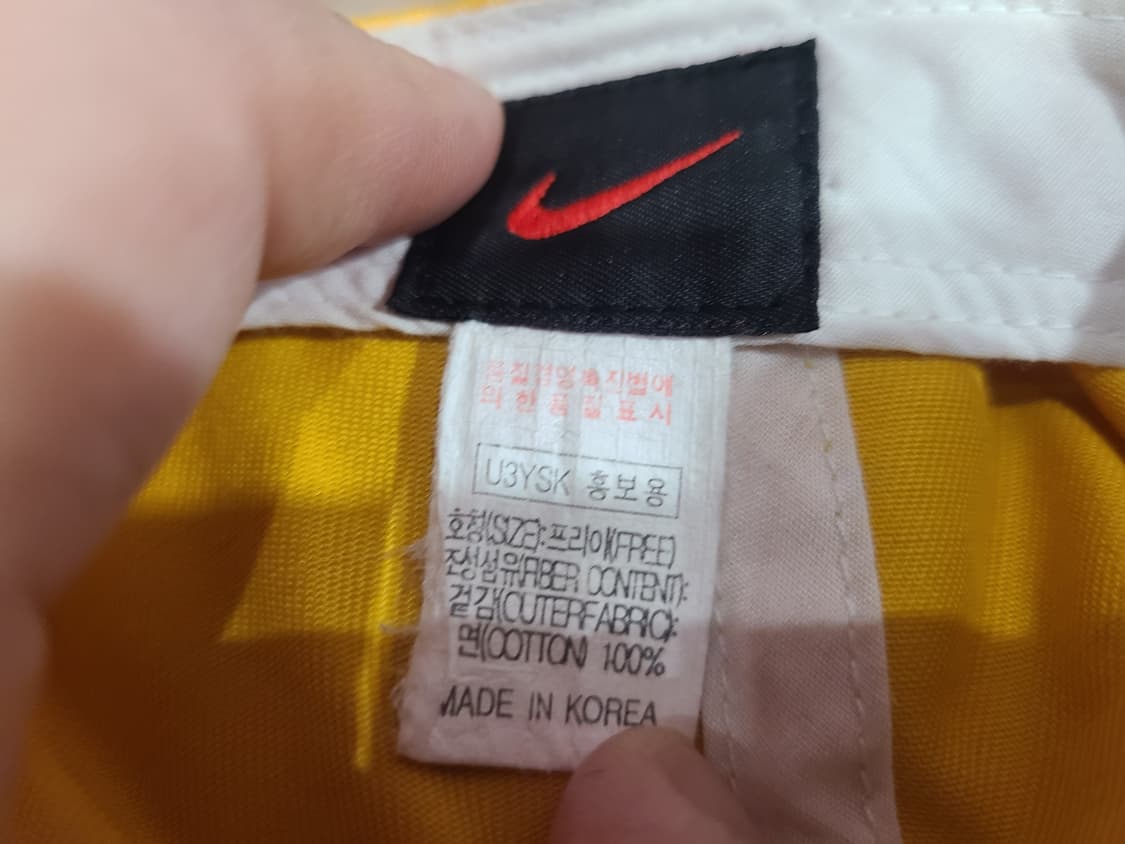 품질경영촉진법에
의한 품질표시
U3YSK 홍보용
호칭(SIZE):프리이(FREE)
조성섬유(FIBER CONTENT):
겉감(OUTERFABRIC):
면(COTTON) 100%
MADE IN KOREA